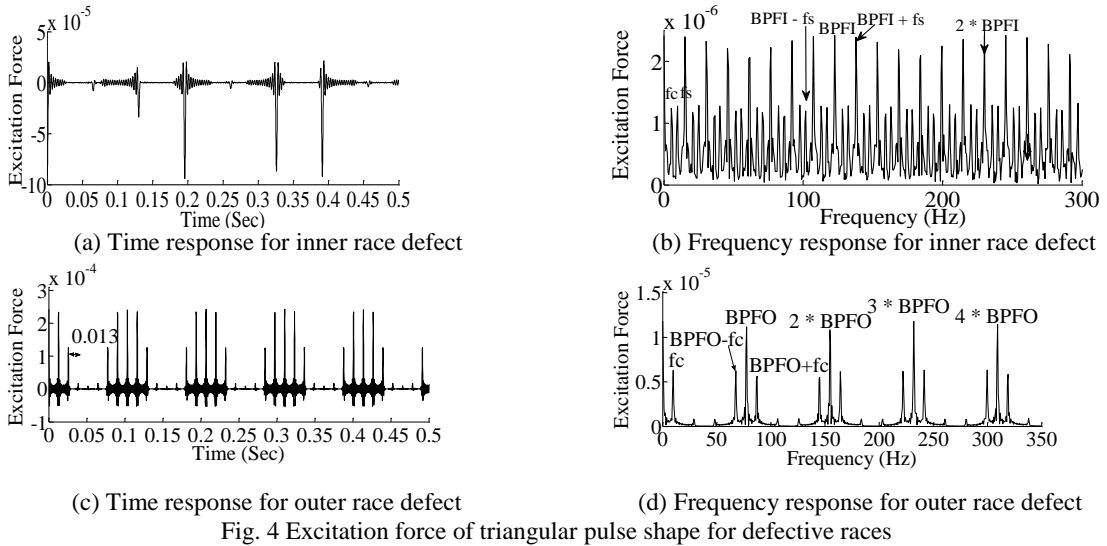 x 10-5
5
0
-5
-10
Excitation Force
0 0.05 0.1 0.15 0.2 0.25 0.3 0.35 0.4 0.45 0.5
Time (Sec)
(a) Time response for inner race defect
x 10-6
BPFI - fs
BPFI
BPFI + fs
2 * BPFI
fc fs
3
2
1
0
Excitation Force
0 100 200 300
Frequency (Hz)
(b) Frequency response for inner race defect
x 10-4
3
2
1
0
-1
Excitation Force
0.013
0 0.05 0.1 0.15 0.2 0.25 0.3 0.35 0.4 0.45 0.5
Time (Sec)
(c) Time response for outer race defect
x 10-5
1.5
1.0
0.5
0
Excitation Force
fc
BPFO-fc
BPFO
BPFO+fc
2 * BPFO
3 * BPFO
4 * BPFO
0 50 100 150 200 250 300 350
Frequency (Hz)
(d) Frequency response for outer race defect
Fig. 4 Excitation force of triangular pulse shape for defective races